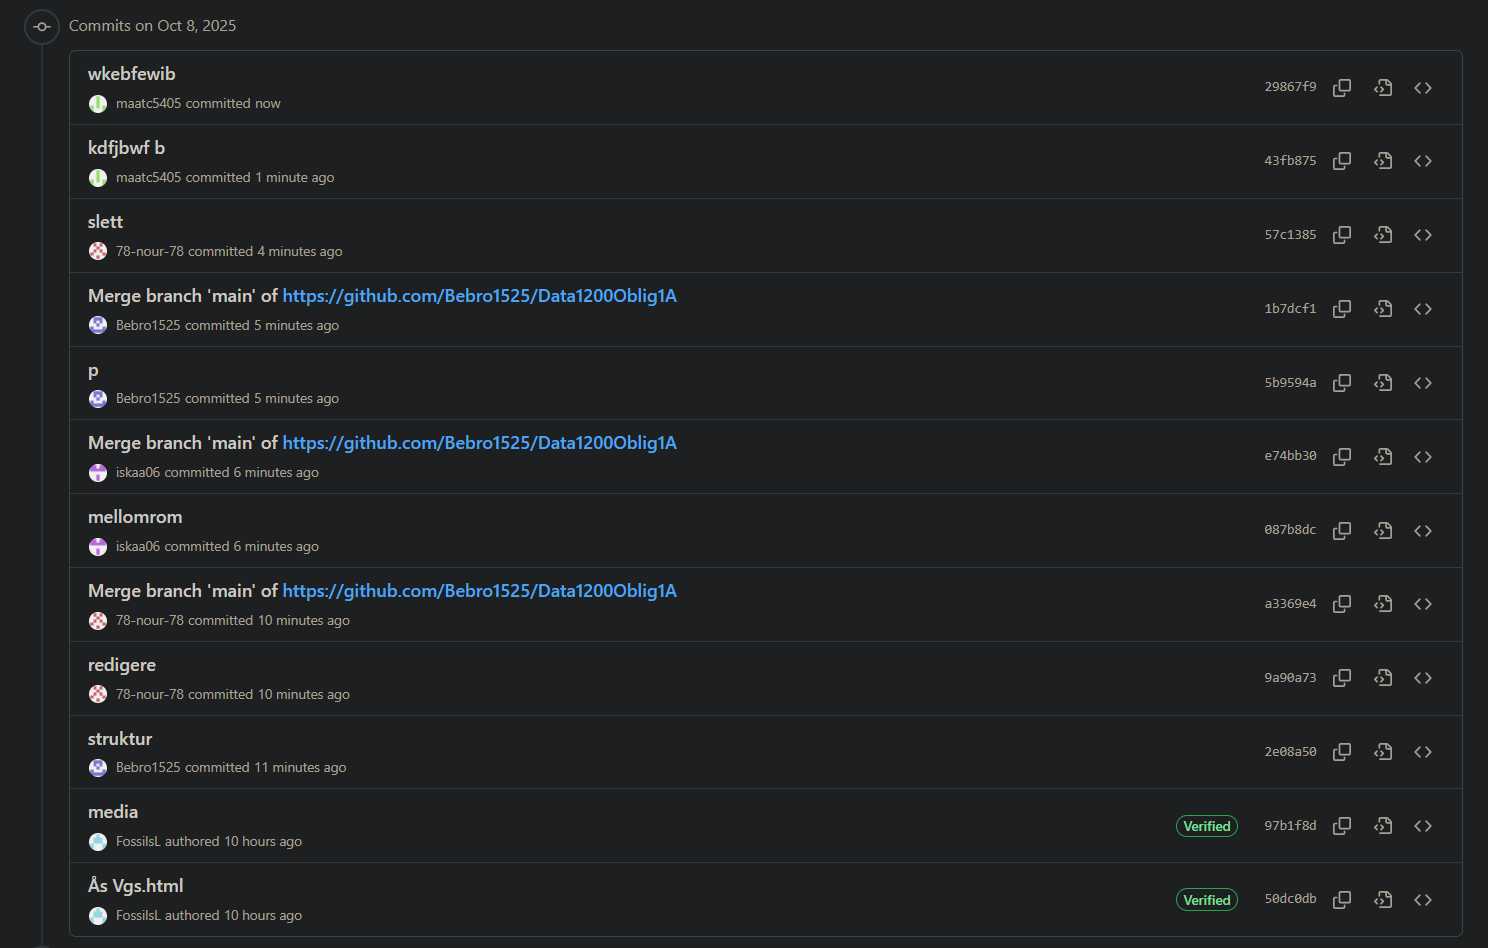 Commits on Oct 8, 2025
wkebfewib
29867f9
maatc5405 committed now
kdfjbwf b
43fb875
maatc5405 committed 1 minute ago
slett
57c1385
78-nour-78 committed 4 minutes ago
Merge branch 'main' of https://github.com/Bebro1525/Data1200Oblig1A
1b7dcf1
Bebro1525 committed 5 minutes ago
p
5b9594a
Bebro1525 committed 5 minutes ago
Merge branch 'main' of https://github.com/Bebro1525/Data1200Oblig1A
e74bb30
iskaa06 committed 6 minutes ago
mellomrom
087b8dc
iskaa06 committed 6 minutes ago
Merge branch 'main' of https://github.com/Bebro1525/Data1200Oblig1A
a3369e4
78-nour-78 committed 10 minutes ago
redigere
9a90a73
78-nour-78 committed 10 minutes ago
struktur
2e08a50
Bebro1525 committed 11 minutes ago
media
Verified 97b1f8d
FossilsL authored 10 hours ago
Ås Vgs.html
Verified 50dc0db
FossilsL authored 10 hours ago